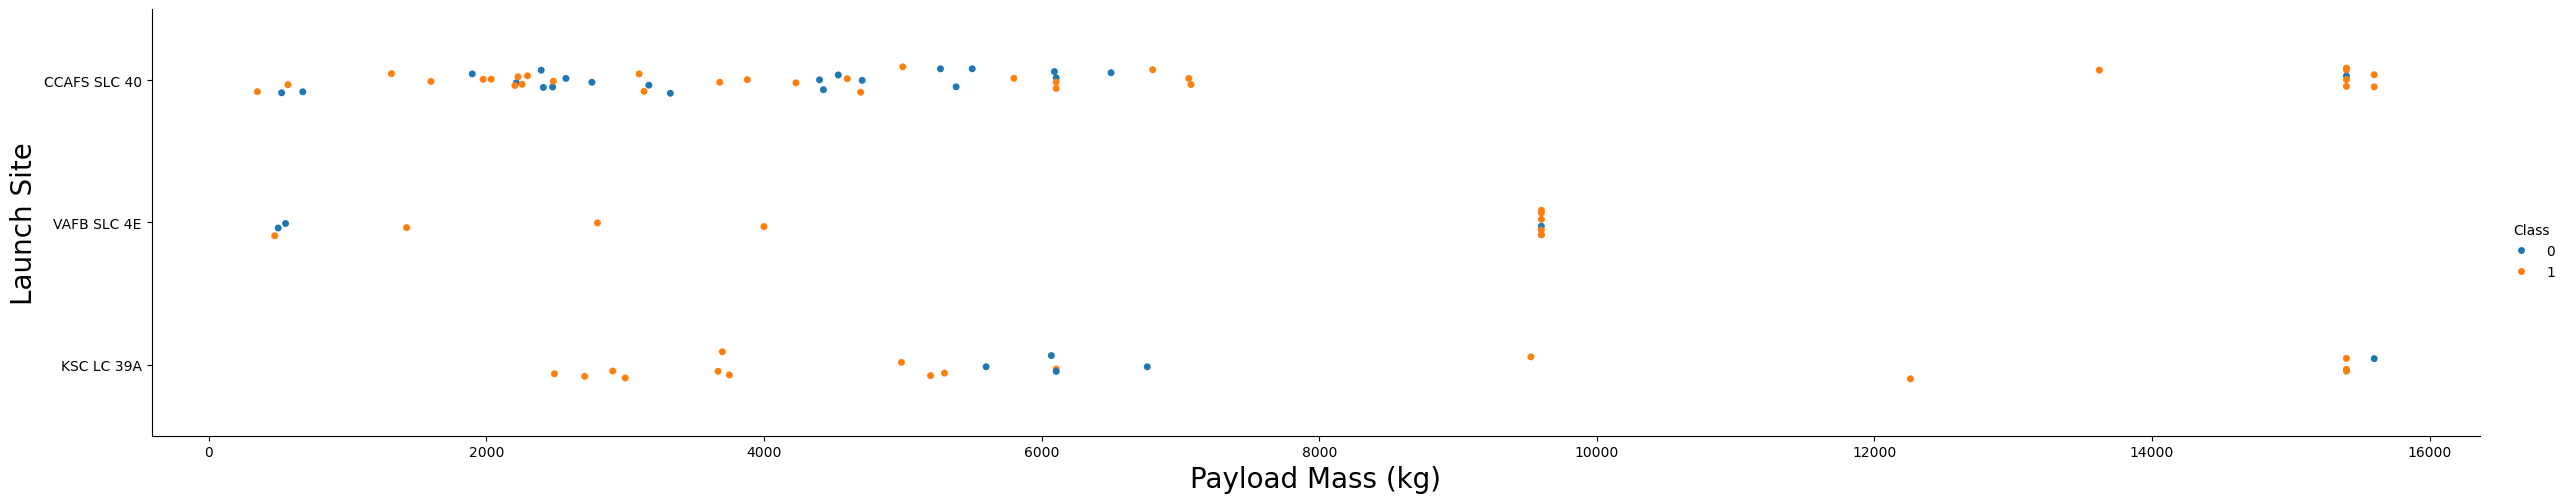 Launch Site
CCAFS SLC 40
VAFB SLC 4E
KSC LC 39A
0 2000 4000 6000 8000 10000 12000 14000 16000
Payload Mass (kg)
Class
0
1